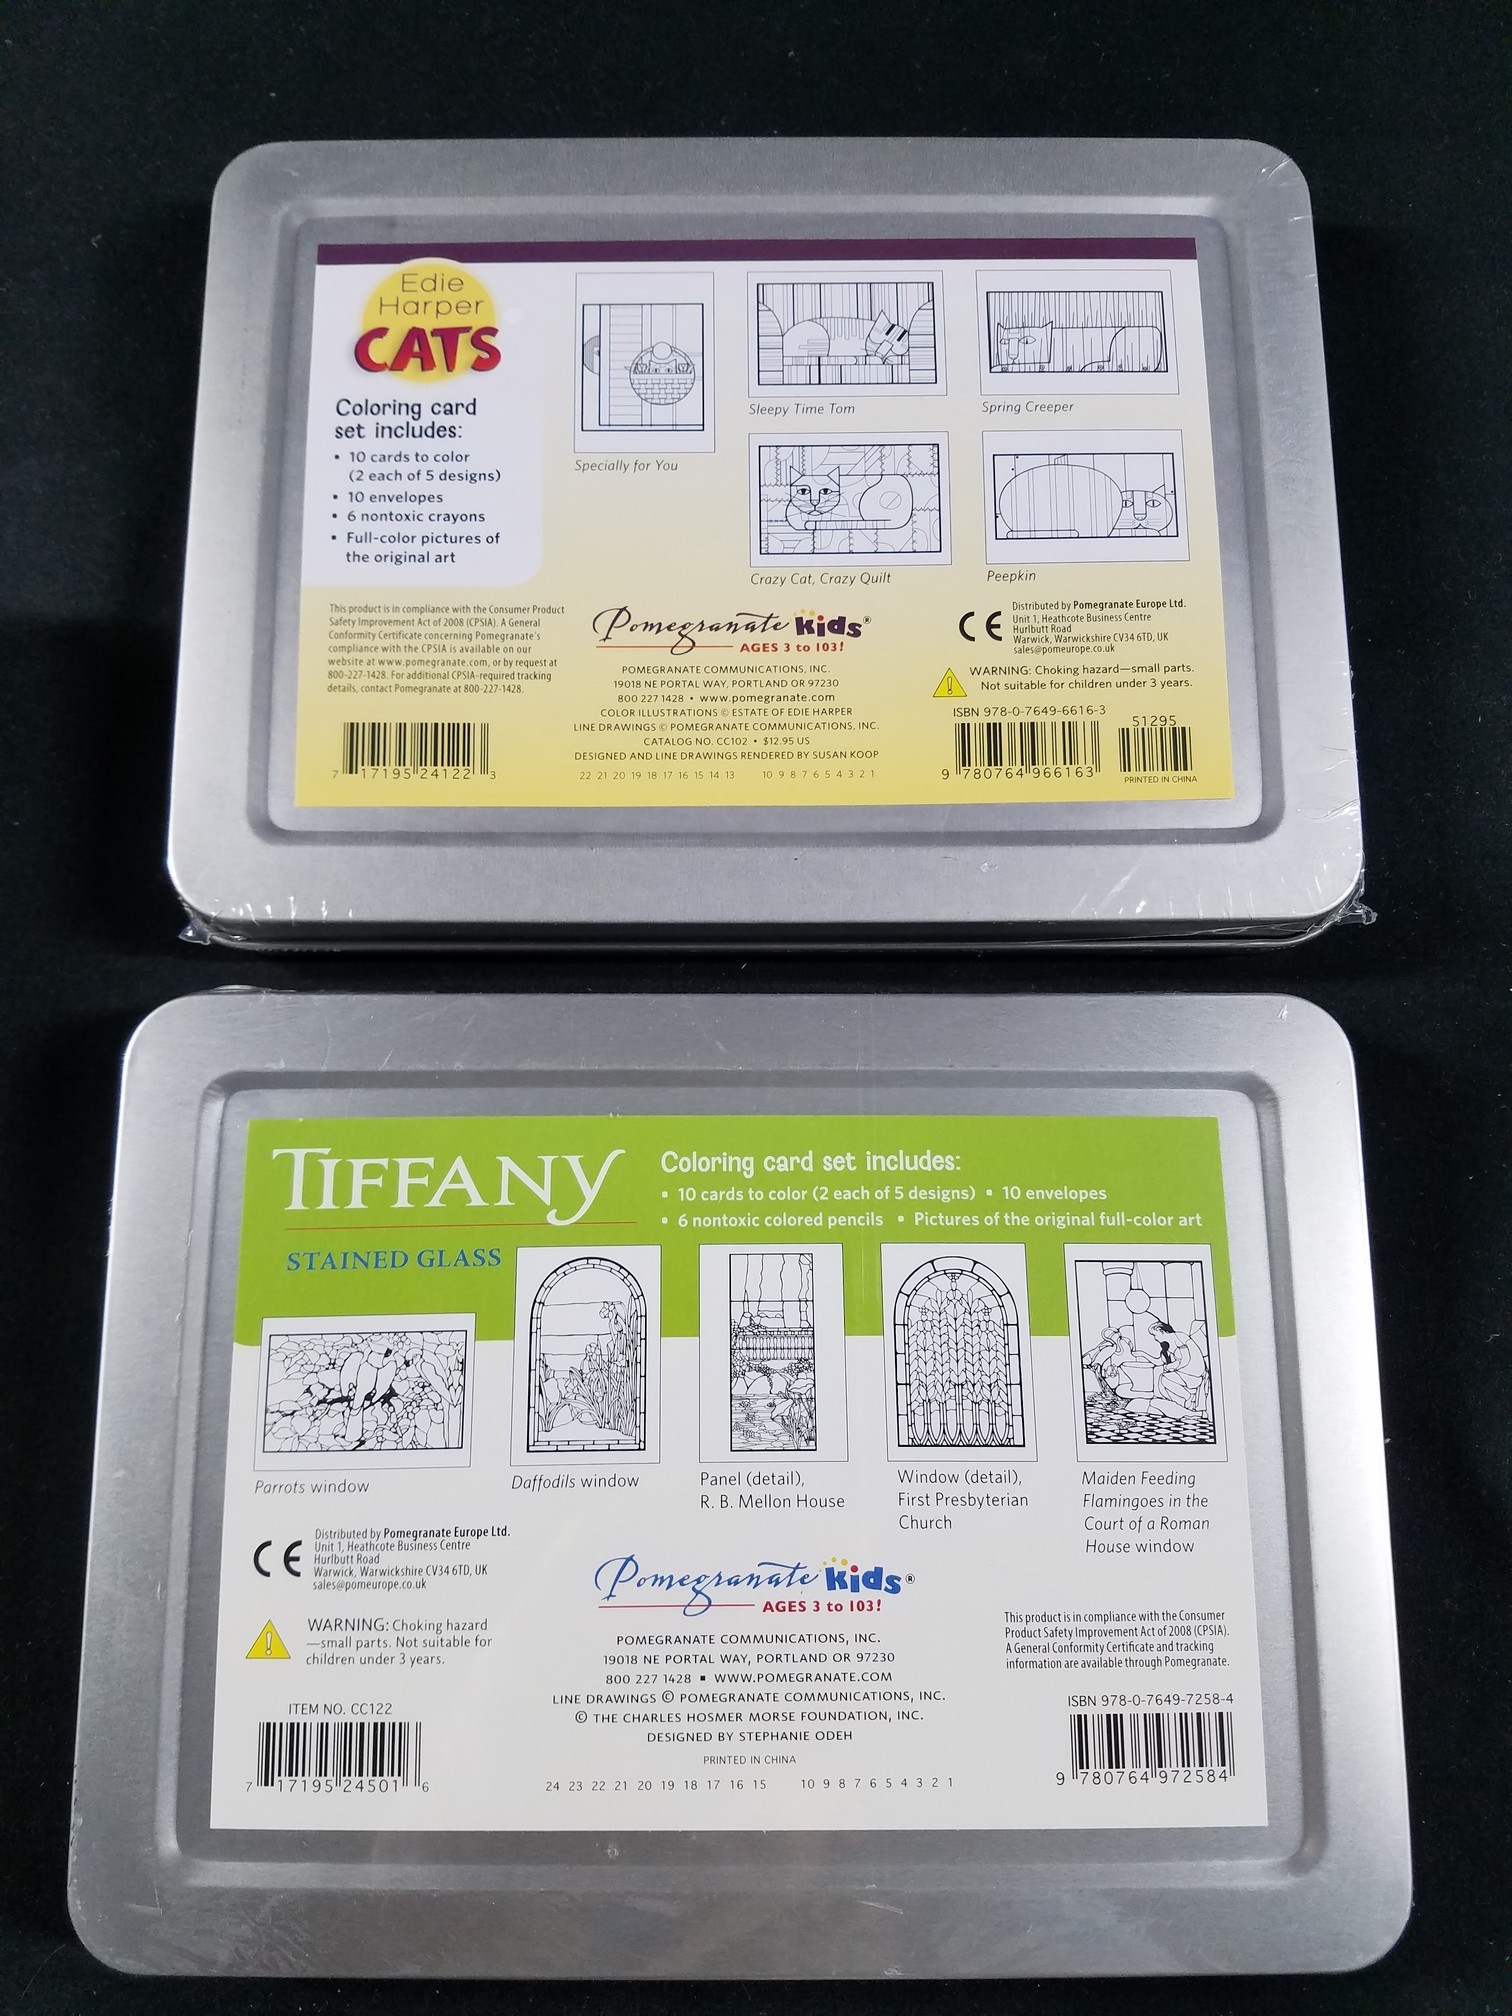 Edie
Harper
CATS
Coloring card
set includes:
• 10 cards to color
(2 each of 5 designs)
• 10 envelopes
• 6 nontoxic crayons
• Full-color pictures of
the original art
Specially for You
Sleepy Time Tom
Spring Creeper
Crazy Cat, Crazy Quilt
Peepkin
This product is in compliance with the Consumer Product
Safety Improvement Act of 2008 (CPSIA). A General
Conformity Certificate concerning Pomegranate's
compliance with the CPSIA is available on our
website at www.pomegranate.com, or by request at
800-227-1428. For additional CPSIA-required tracking
details, contact Pomegranate at 800-227-1428.
7 17195 24122 3
Pomegranate kids®
AGES 3 to 103!
POMEGRANATE COMMUNICATIONS, INC.
19018 NE PORTAL WAY, PORTLAND OR 97230
800 227 1428 • www.pomegranate.com
COLOR ILLUSTRATIONS © ESTATE OF EDIE HARPER
LINE DRAWINGS © POMEGRANATE COMMUNICATIONS, INC.
CATALOG NO. CC102 • $12.95 US
DESIGNED AND LINE DRAWINGS RENDERED BY SUSAN KOOP
22 21 20 19 18 17 16 15 14 13 10 9 8 7 6 5 4 3 2 1
CE
Distributed by Pomegranate Europe Ltd.
Unit 1, Heathcote Business Centre
Hurlbutt Road
Warwick, Warwickshire CV34 6TD, UK
sales@pomeurope.co.uk
WARNING: Choking hazard—small parts.
Not suitable for children under 3 years.
ISBN 978-0-7649-6616-3
51295
9 780764 966163
PRINTED IN CHINA
TIFFANY
STAINED GLASS
Coloring card set includes:
• 10 cards to color (2 each of 5 designs) • 10 envelopes
• 6 nontoxic colored pencils • Pictures of the original full-color art
Parrots window
Daffodils window
Panel (detail),
R. B. Mellon House
Window (detail),
First Presbyterian
Church
Maiden Feeding
Flamingoes in the
Court of a Roman
House window
CE
Distributed by Pomegranate Europe Ltd.
Unit 1, Heathcote Business Centre
Hurlbutt Road
Warwick, Warwickshire CV34 6TD, UK
sales@pomeurope.co.uk
WARNING: Choking hazard
—small parts. Not suitable for
children under 3 years.
ITEM NO. CC122
7 17195 24501 6
Pomegranate kids®
AGES 3 to 103!
POMEGRANATE COMMUNICATIONS, INC.
19018 NE PORTAL WAY, PORTLAND OR 97230
800 227 1428 ▪ WWW.POMEGRANATE.COM
LINE DRAWINGS © POMEGRANATE COMMUNICATIONS, INC.
© THE CHARLES HOSMER MORSE FOUNDATION, INC.
DESIGNED BY STEPHANIE ODEH
PRINTED IN CHINA
24 23 22 21 20 19 18 17 16 15 10 9 8 7 6 5 4 3 2 1
This product is in compliance with the Consumer
Product Safety Improvement Act of 2008 (CPSIA).
A General Conformity Certificate and tracking
information are available through Pomegranate.
ISBN 978-0-7649-7258-4
9 780764 972584